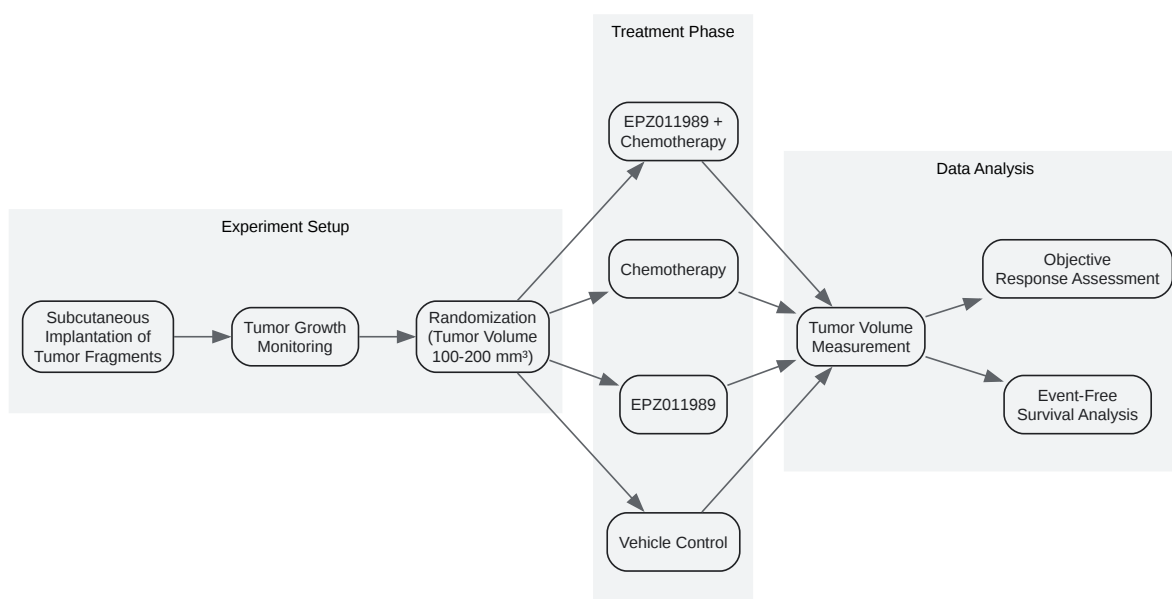 Experiment Setup
Subcutaneous
Implantation of
Tumor Fragments
Tumor Growth
Monitoring
Randomization
(Tumor Volume
100-200 mm³)
Treatment Phase
EPZ011989 +
Chemotherapy
Chemotherapy
EPZ011989
Vehicle Control
Data Analysis
Tumor Volume
Measurement
Objective
Response Assessment
Event-Free
Survival Analysis